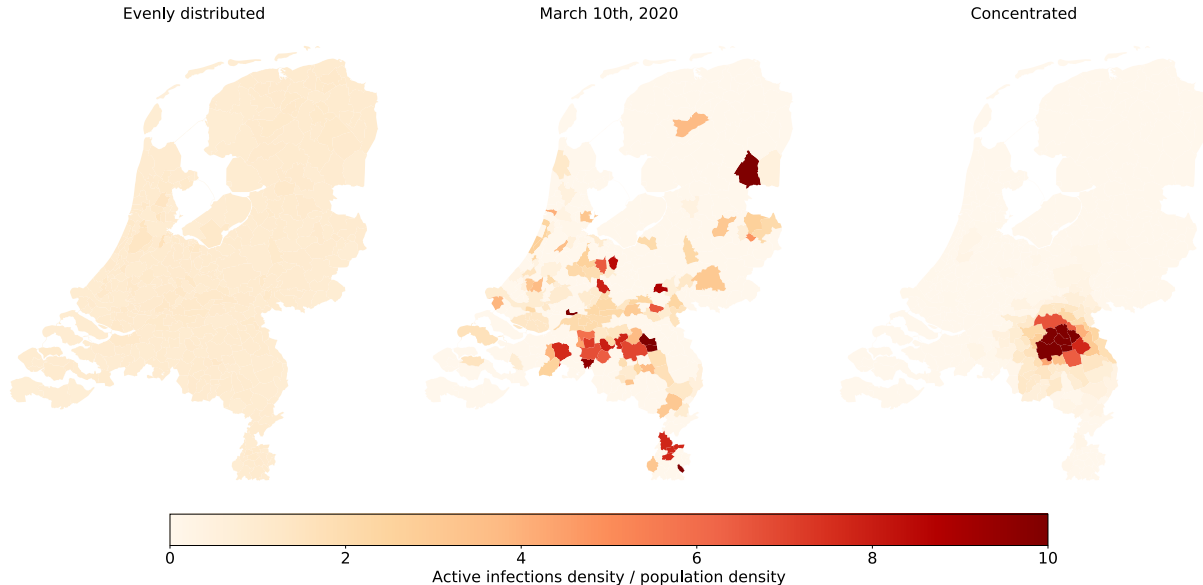 Evenly distributed
March 10th, 2020
Concentrated
0
2
4
6
8
10
Active infections density / population density